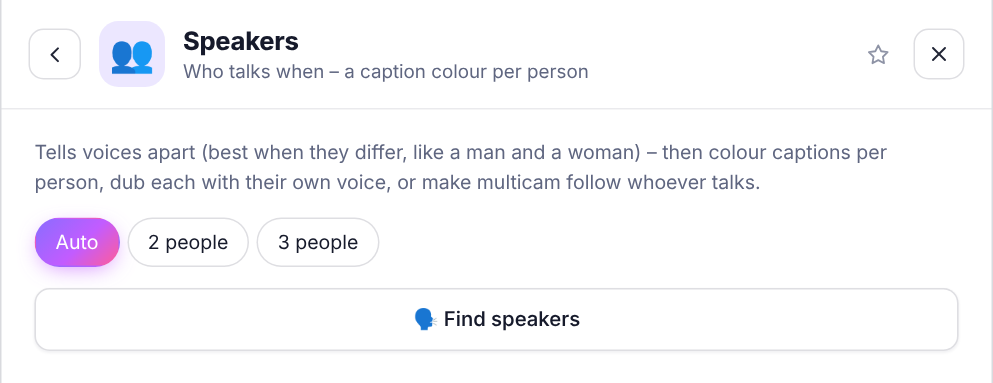 Speakers
Who talks when – a caption colour per person
Tells voices apart (best when they differ, like a man and a woman) – then colour captions per
person, dub each with their own voice, or make multicam follow whoever talks.
Auto
2 people
3 people
Find speakers